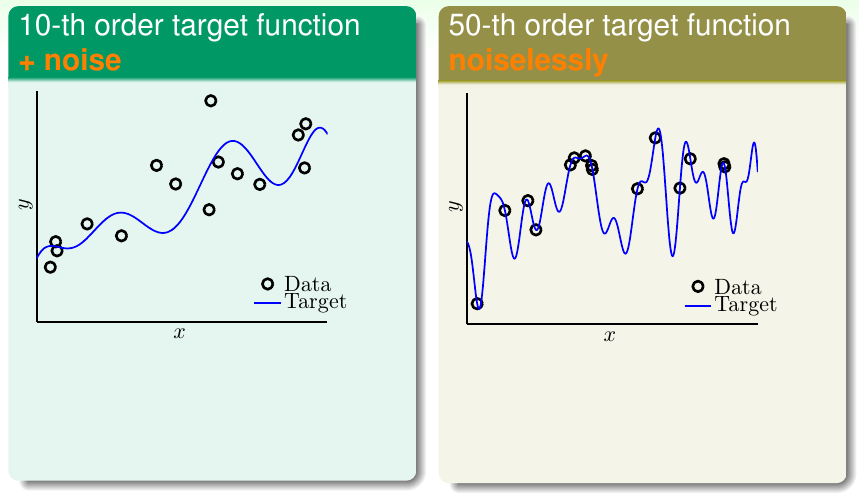 10-th order target function
+ noise
y
Data
Target
x
50-th order target function
noiselessly
y
Data
Target
x